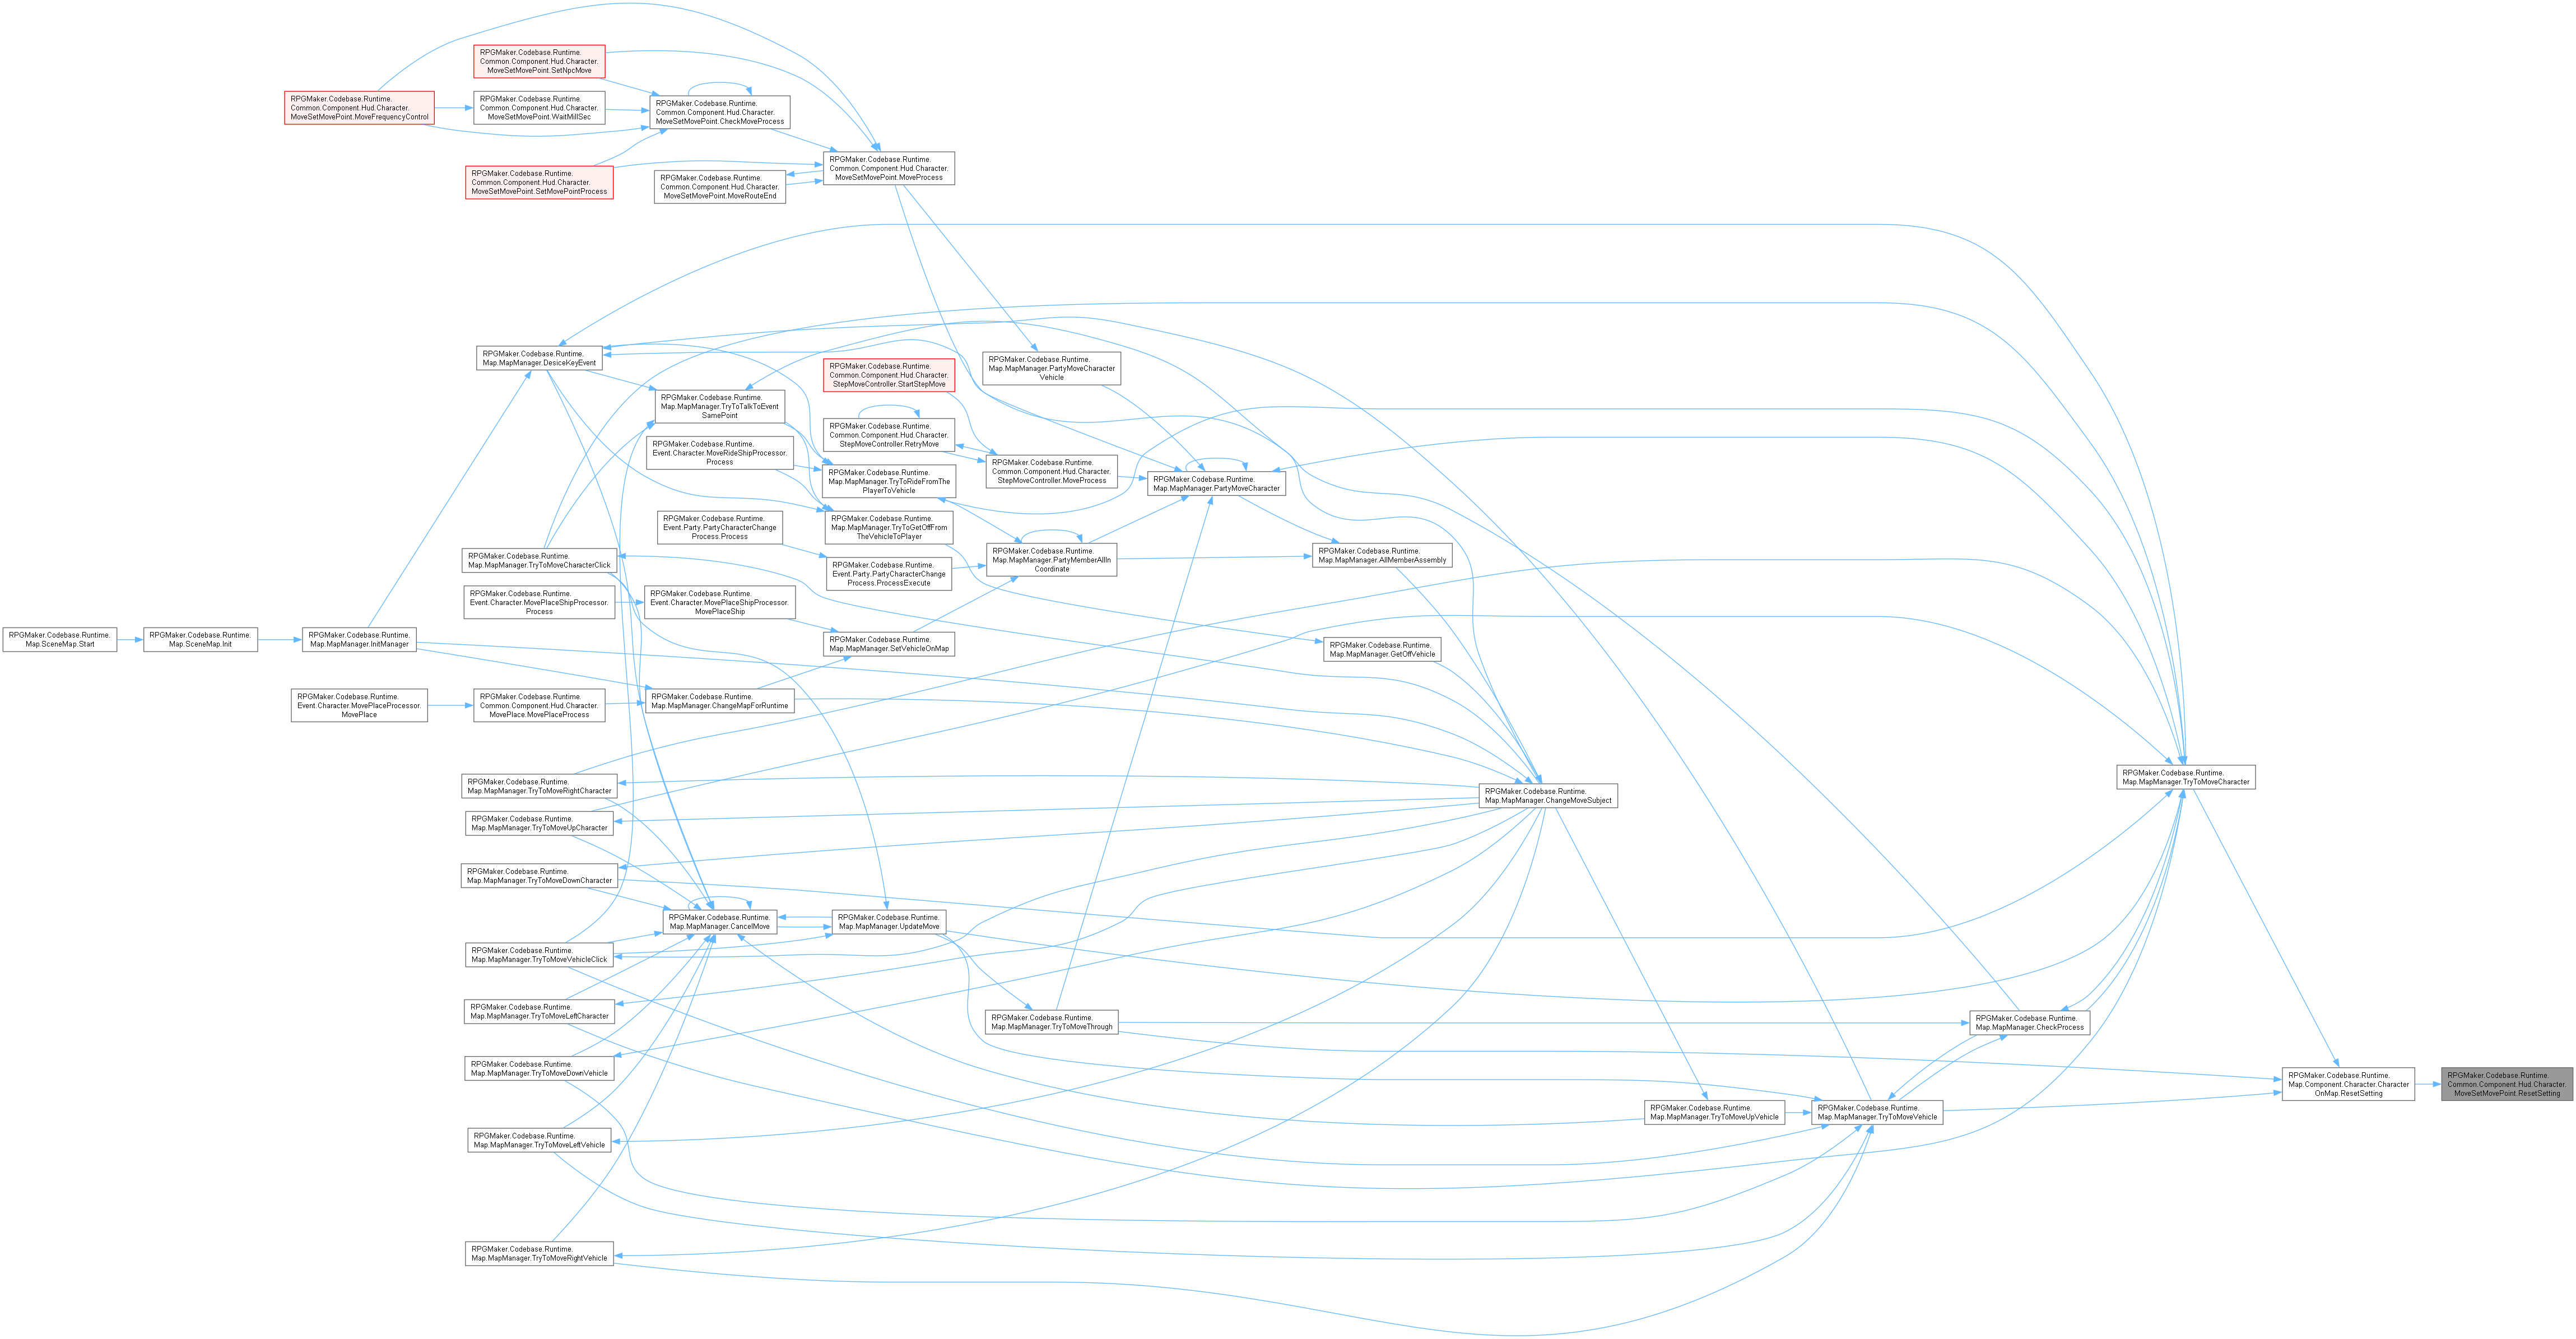 RPGMaker.Codebase.Runtime.
Common.Component.Hud.Character.
MoveSetMovePoint.SetNpcMove
RPGMaker.Codebase.Runtime.
Common.Component.Hud.Character.
MoveSetMovePoint.MoveFrequencyControl
RPGMaker.Codebase.Runtime.
Common.Component.Hud.Character.
MoveSetMovePoint.WaitMillSec
RPGMaker.Codebase.Runtime.
Common.Component.Hud.Character.
MoveSetMovePoint.CheckMoveProcess
RPGMaker.Codebase.Runtime.
Common.Component.Hud.Character.
MoveSetMovePoint.SetMovePointProcess
RPGMaker.Codebase.Runtime.
Common.Component.Hud.Character.
MoveSetMovePoint.MoveRouteEnd
RPGMaker.Codebase.Runtime.
Common.Component.Hud.Character.
MoveSetMovePoint.MoveProcess
RPGMaker.Codebase.Runtime.
Map.MapManager.DesiceKeyEvent
RPGMaker.Codebase.Runtime.
Common.Component.Hud.Character.
StepMoveController.StartStepMove
RPGMaker.Codebase.Runtime.
Map.MapManager.PartyMoveCharacter
Vehicle
RPGMaker.Codebase.Runtime.
Map.MapManager.TryToTalkToEvent
SamePoint
RPGMaker.Codebase.Runtime.
Common.Component.Hud.Character.
StepMoveController.RetryMove
RPGMaker.Codebase.Runtime.
Event.Character.MoveRideShipProcessor.
Process
RPGMaker.Codebase.Runtime.
Common.Component.Hud.Character.
StepMoveController.MoveProcess
RPGMaker.Codebase.Runtime.
Map.MapManager.TryToRideFromThe
PlayerToVehicle
RPGMaker.Codebase.Runtime.
Map.MapManager.PartyMoveCharacter
RPGMaker.Codebase.Runtime.
Event.Party.PartyCharacterChange
Process.Process
RPGMaker.Codebase.Runtime.
Map.MapManager.TryToGetOffFrom
TheVehicleToPlayer
RPGMaker.Codebase.Runtime.
Map.MapManager.TryToMoveCharacterClick
RPGMaker.Codebase.Runtime.
Event.Party.PartyCharacterChange
Process.ProcessExecute
RPGMaker.Codebase.Runtime.
Map.MapManager.PartyMemberAllIn
Coordinate
RPGMaker.Codebase.Runtime.
Map.MapManager.AllMemberAssembly
RPGMaker.Codebase.Runtime.
Event.Character.MovePlaceShipProcessor.
Process
RPGMaker.Codebase.Runtime.
Event.Character.MovePlaceShipProcessor.
MovePlaceShip
RPGMaker.Codebase.Runtime.
Map.SceneMap.Start
RPGMaker.Codebase.Runtime.
Map.SceneMap.Init
RPGMaker.Codebase.Runtime.
Map.MapManager.InitManager
RPGMaker.Codebase.Runtime.
Map.MapManager.SetVehicleOnMap
RPGMaker.Codebase.Runtime.
Map.MapManager.GetOffVehicle
RPGMaker.Codebase.Runtime.
Event.Character.MovePlaceProcessor.
MovePlace
RPGMaker.Codebase.Runtime.
Common.Component.Hud.Character.
MovePlace.MovePlaceProcess
RPGMaker.Codebase.Runtime.
Map.MapManager.ChangeMapForRuntime
RPGMaker.Codebase.Runtime.
Map.MapManager.TryToMoveRightCharacter
RPGMaker.Codebase.Runtime.
Map.MapManager.ChangeMoveSubject
RPGMaker.Codebase.Runtime.
Map.MapManager.TryToMoveCharacter
RPGMaker.Codebase.Runtime.
Map.MapManager.TryToMoveUpCharacter
RPGMaker.Codebase.Runtime.
Map.MapManager.TryToMoveDownCharacter
RPGMaker.Codebase.Runtime.
Map.MapManager.CancelMove
RPGMaker.Codebase.Runtime.
Map.MapManager.UpdateMove
RPGMaker.Codebase.Runtime.
Map.MapManager.TryToMoveVehicleClick
RPGMaker.Codebase.Runtime.
Map.MapManager.TryToMoveLeftCharacter
RPGMaker.Codebase.Runtime.
Map.MapManager.TryToMoveThrough
RPGMaker.Codebase.Runtime.
Map.MapManager.CheckProcess
RPGMaker.Codebase.Runtime.
Map.MapManager.TryToMoveDownVehicle
RPGMaker.Codebase.Runtime.
Map.Component.Character.Character
OnMap.ResetSetting
RPGMaker.Codebase.Runtime.
Common.Component.Hud.Character.
MoveSetMovePoint.ResetSetting
RPGMaker.Codebase.Runtime.
Map.MapManager.TryToMoveUpVehicle
RPGMaker.Codebase.Runtime.
Map.MapManager.TryToMoveVehicle
RPGMaker.Codebase.Runtime.
Map.MapManager.TryToMoveLeftVehicle
RPGMaker.Codebase.Runtime.
Map.MapManager.TryToMoveRightVehicle